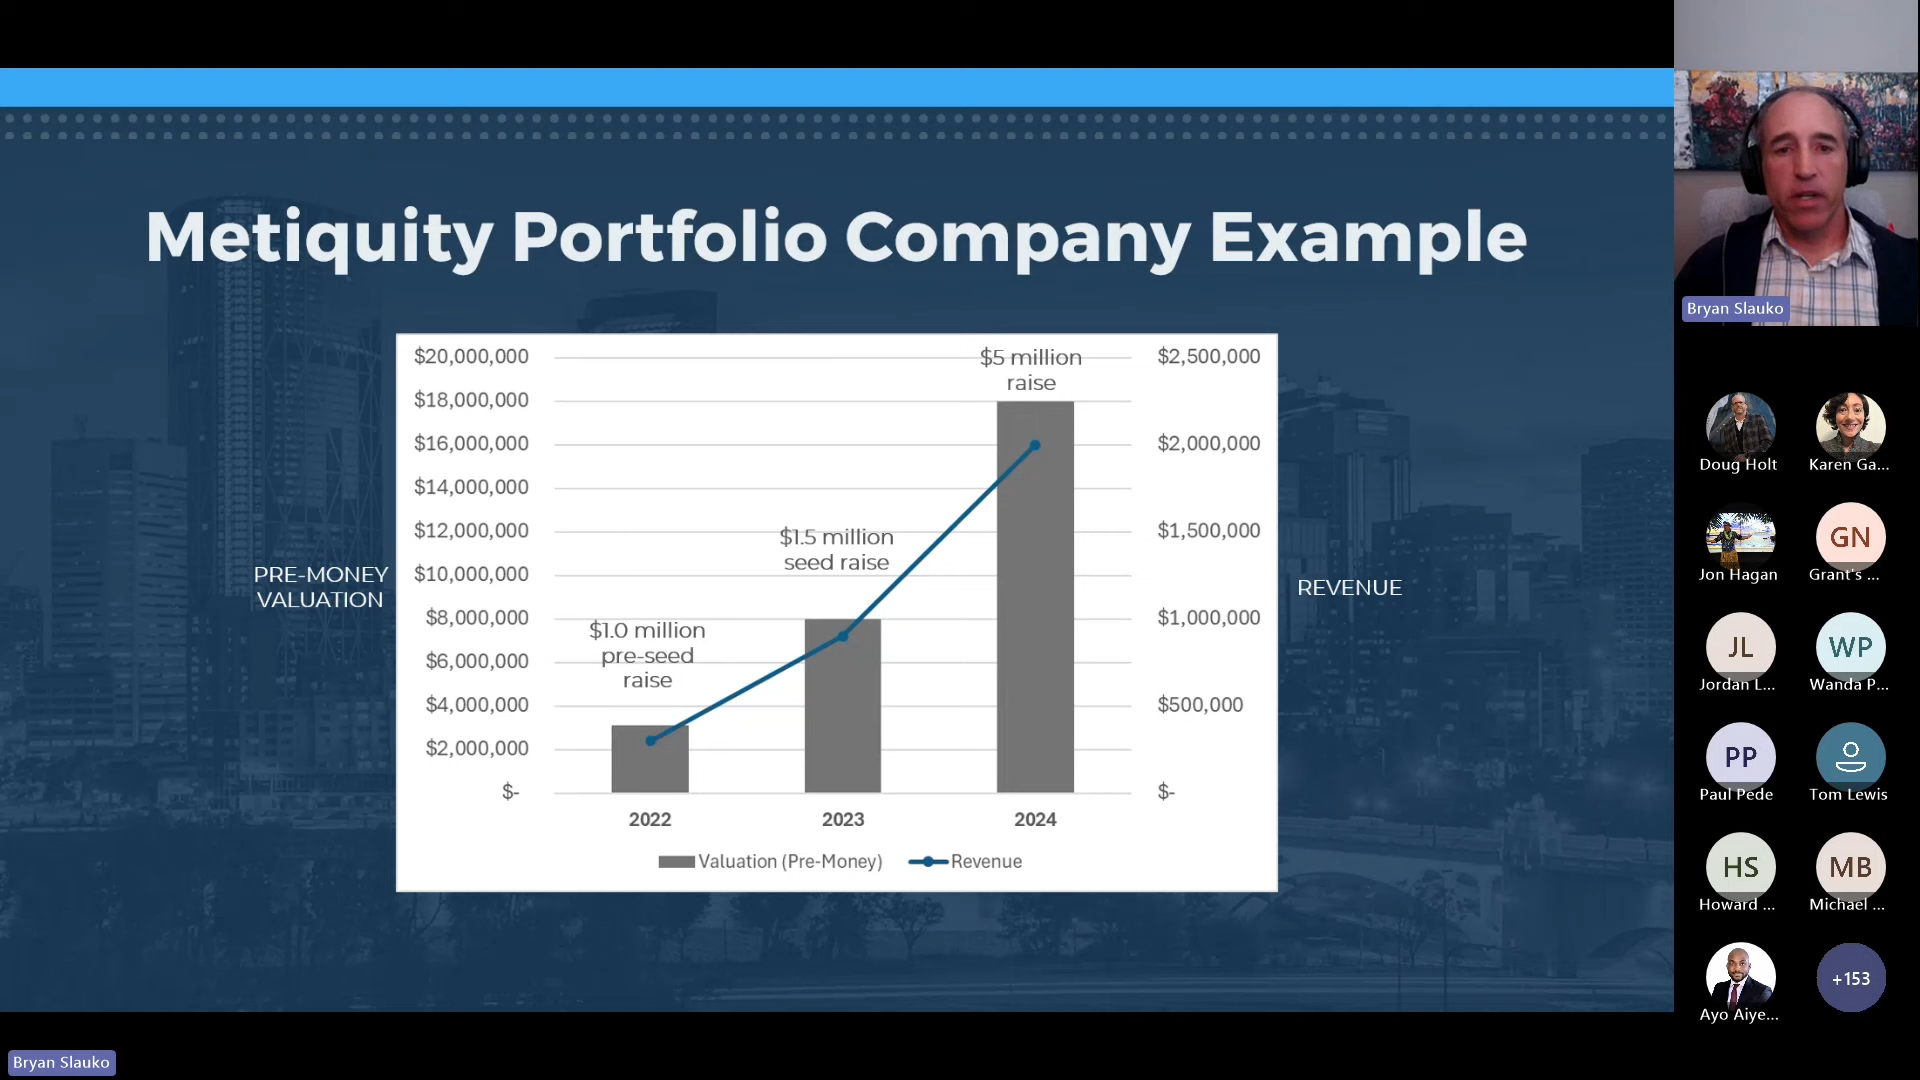 Metiquity Portfolio Company Example
PRE-MONEY
VALUATION
$20,000,000
$18,000,000
$16,000,000
$14,000,000
$12,000,000
$10,000,000
$8,000,000
$6,000,000
$4,000,000
$2,000,000
$-
$1.0 million
pre-seed
raise
$1.5 million
seed raise
$5 million
raise
$2,500,000
$2,000,000
$1,500,000
$1,000,000
$500,000
$-
REVENUE
2022 2023 2024
Valuation (Pre-Money) Revenue
Bryan Slauko
Doug Holt Karen Ga...
GN
Jon Hagan Grant's ...
JL WP
Jordan L... Wanda P...
PP
Paul Pede Tom Lewis
HS MB
Howard ... Michael ...
+153
Ayo Aiye...
Bryan Slauko